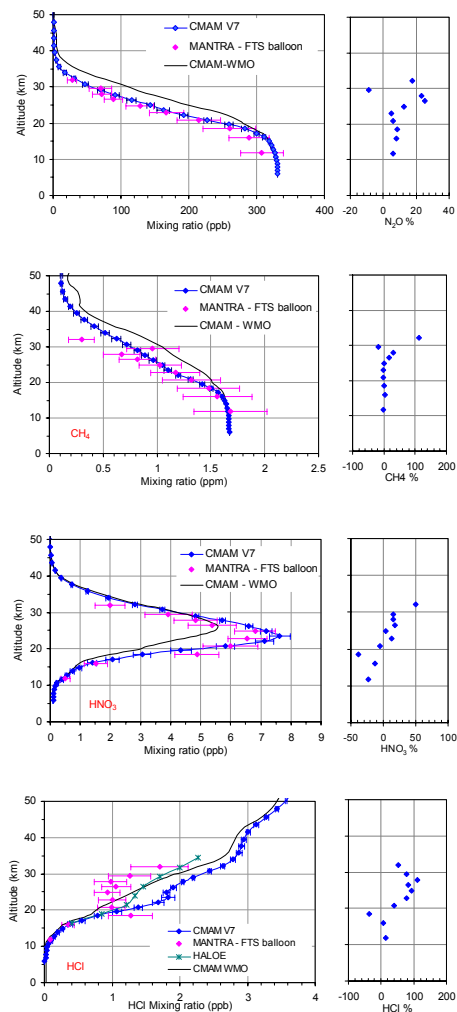 50
40
30
20
10
0
Altitude (km)
CMAM V7
MANTRA - FTS balloon
CMAM-WMO
0 100 200 300 400
Mixing ratio (ppb)
-20 0 20 40
N2O %
50
40
30
20
10
0
Altitude (km)
CMAM V7
MANTRA - FTS balloon
CMAM - WMO
CH4
0 0.5 1 1.5 2 2.5
Mixing ratio (ppm)
-100 0 100 200
CH4 %
50
40
30
20
10
0
Altitude (km)
CMAM V7
MANTRA - FTS balloon
CMAM - WMO
HNO3
0 1 2 3 4 5 6 7 8 9
Mixing ratio (ppb)
-50 0 50 100
HNO3 %
50
40
30
20
10
0
Altitude (km)
CMAM V7
MANTRA - FTS balloon
HALOE
CMAM WMO
HCl
0 1 2 3 4
HCl Mixing ratio (ppb)
-100 0 100 200
HCl %